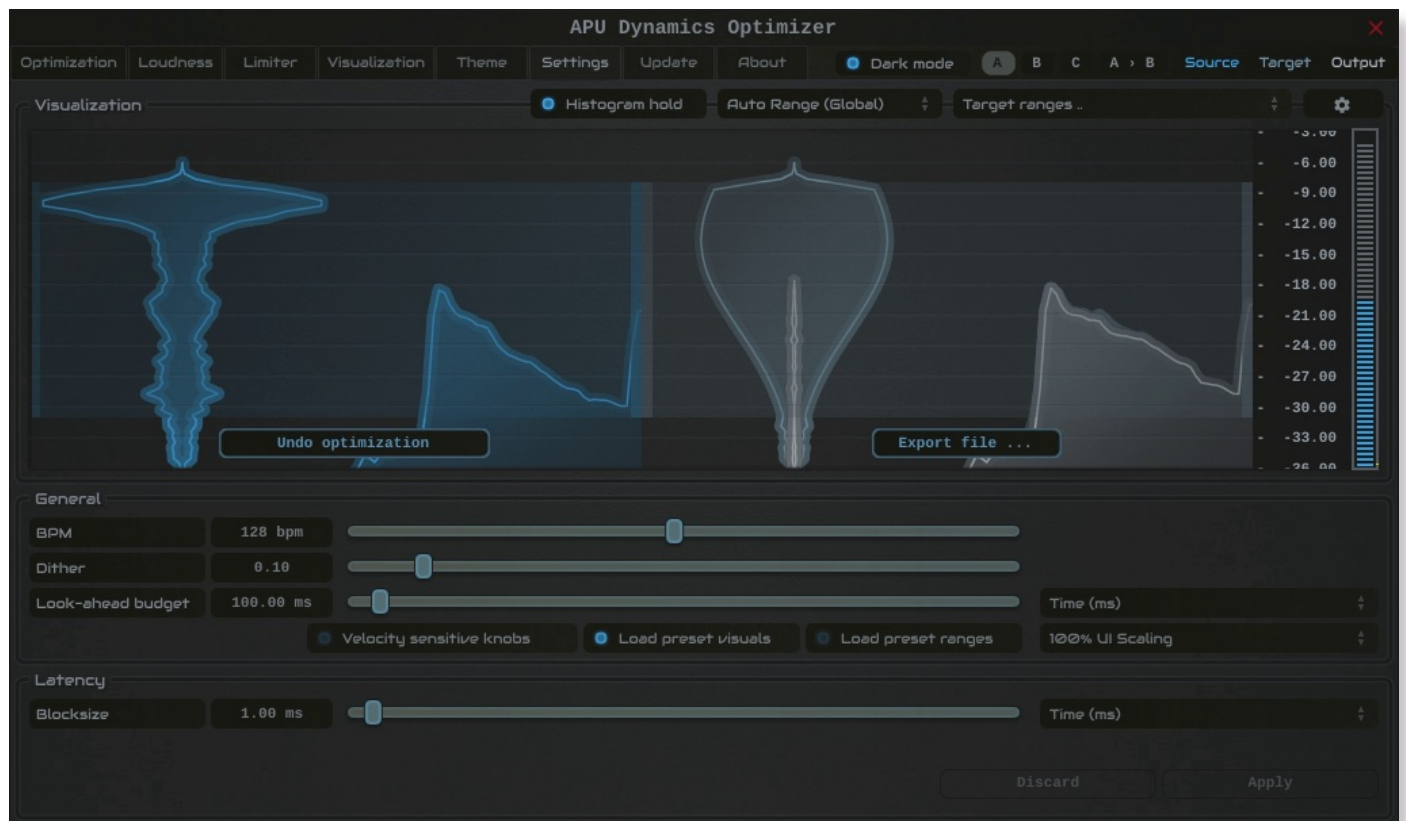 APU Dynamics Optimizer
Optimization Loudness Limiter Visualization Theme Settings Update About Dark mode A B C A › B Source Target Output
Visualization Histogram hold Auto Range (Global) Target ranges ..
-3.00
-6.00
-9.00
-12.00
-15.00
-18.00
-21.00
-24.00
-27.00
-30.00
-33.00
-36.00
Undo optimization Export file ...
General
BPM 128 bpm
Dither 0.10
Look-ahead budget 100.00 ms Time (ms)
Velocity sensitive knobs Load preset visuals Load preset ranges 100% UI Scaling
Latency
Blocksize 1.00 ms Time (ms)
Discard Apply